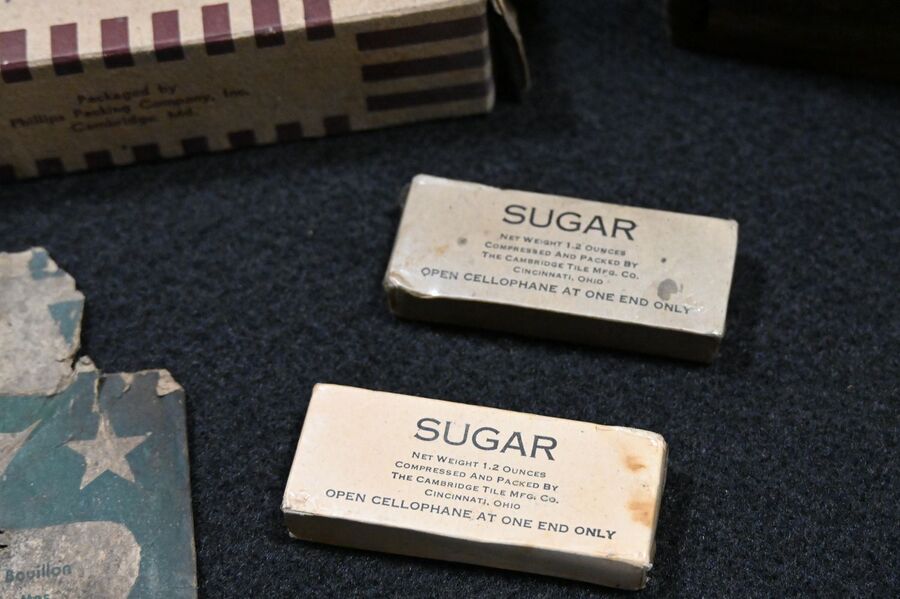 Packaged by
Phillips Packing Company, Inc.
Cambridge Md.
SUGAR
NET WEIGHT 1.2 OUNCES
COMPRESSED AND PACKED BY
THE CAMBRIDGE TILE MFG. CO.
CINCINNATI, OHIO
OPEN CELLOPHANE AT ONE END ONLY
SUGAR
NET WEIGHT 1.2 OUNCES
COMPRESSED AND PACKED BY
THE CAMBRIDGE TILE MFG. CO.
CINCINNATI, OHIO
OPEN CELLOPHANE AT ONE END ONLY
Bouillon